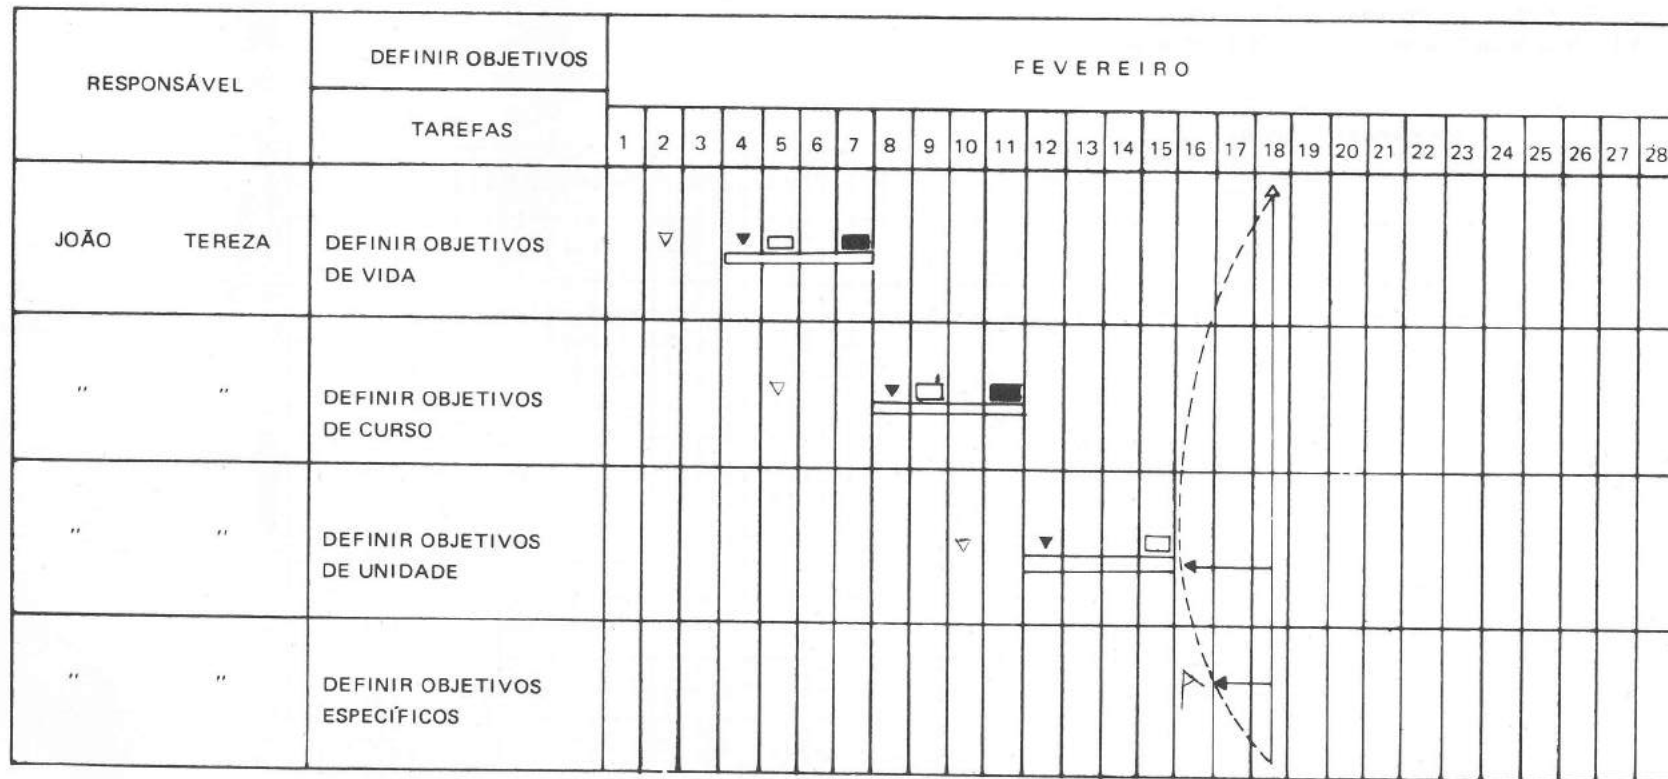 RESPONSÁVEL
DEFINIR OBJETIVOS
TAREFAS
FEVEREIRO
1 2 3 4 5 6 7 8 9 10 11 12 13 14 15 16 17 18 19 20 21 22 23 24 25 26 27 28
JOÃO TEREZA
DEFINIR OBJETIVOS
DE VIDA
" "
DEFINIR OBJETIVOS
DE CURSO
" "
DEFINIR OBJETIVOS
DE UNIDADE
" "
DEFINIR OBJETIVOS
ESPECÍFICOS